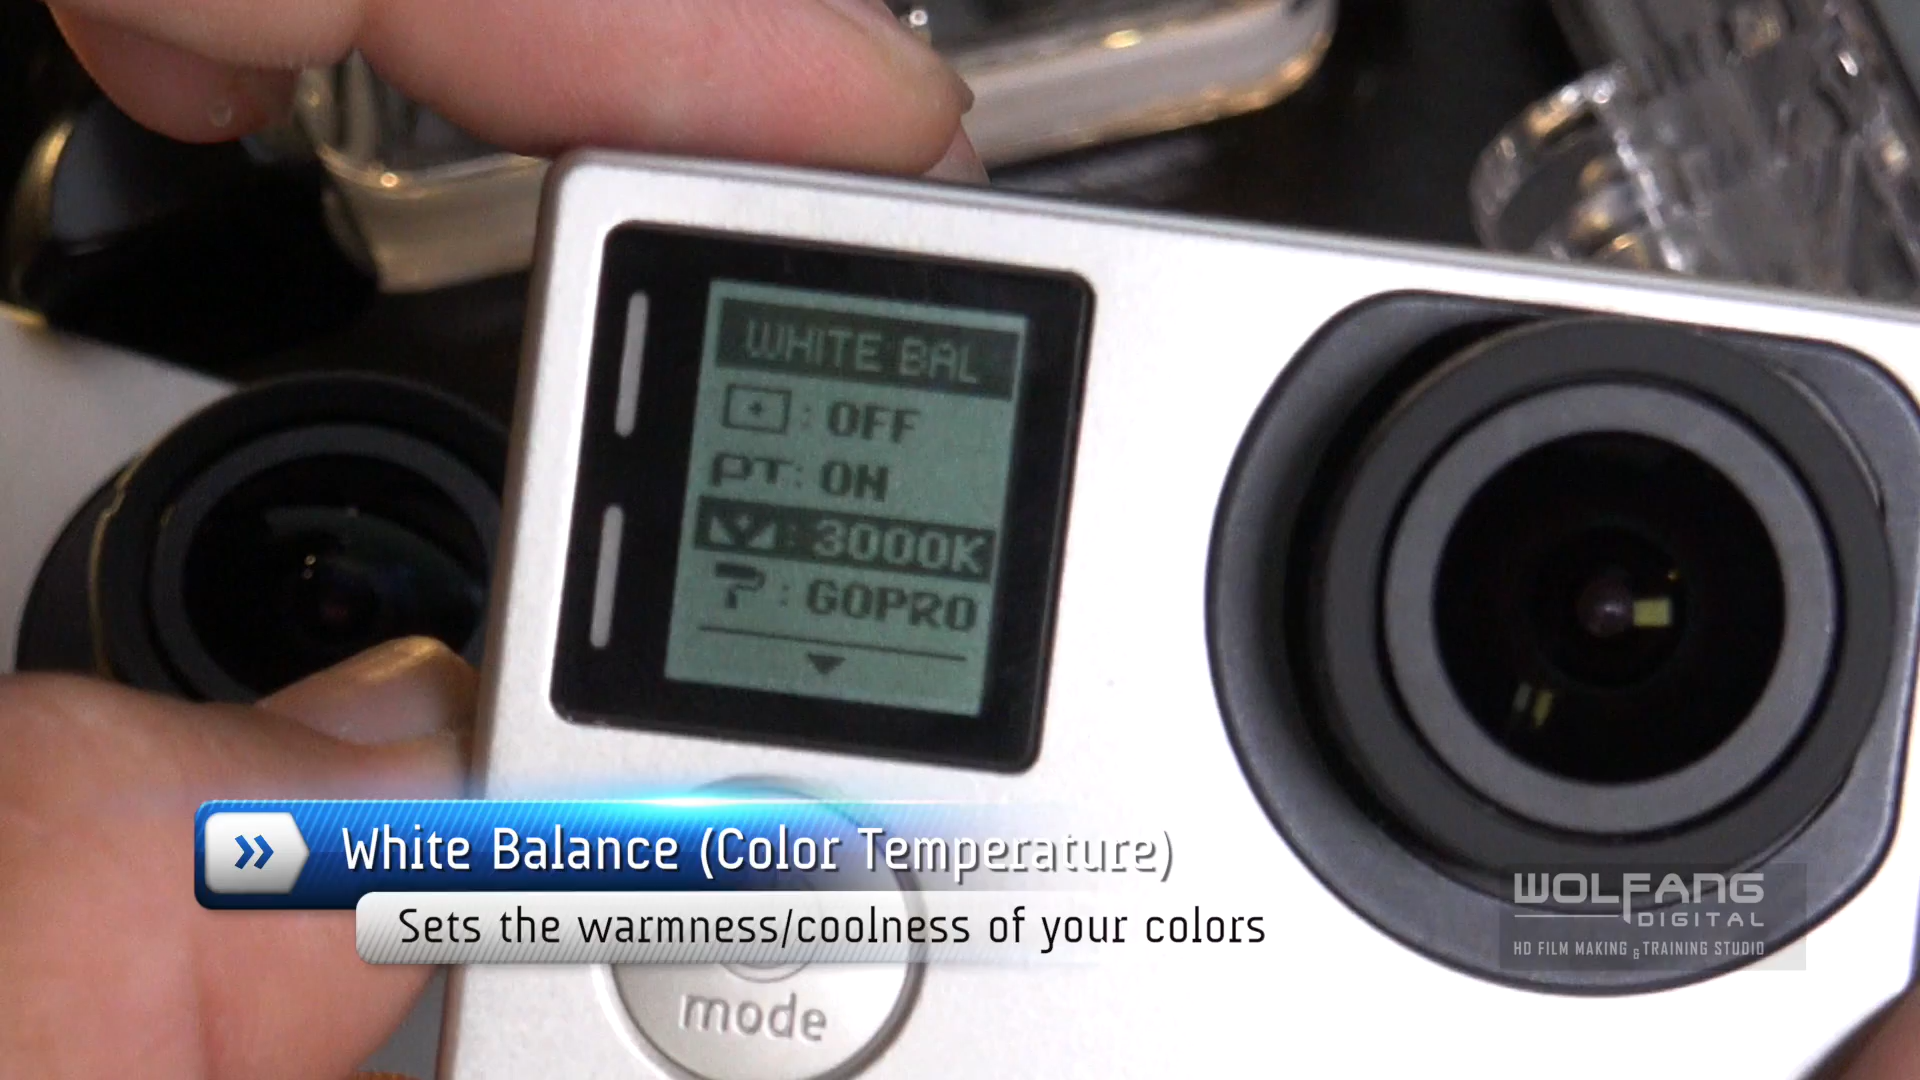 WHITE BAL
: OFF
PT: ON
: 3000K
: GOPRO
White Balance (Color Temperature)
Sets the warmness/coolness of your colors
mode
WOLFANG
DIGITAL
HD FILM MAKING & TRAINING STUDIO